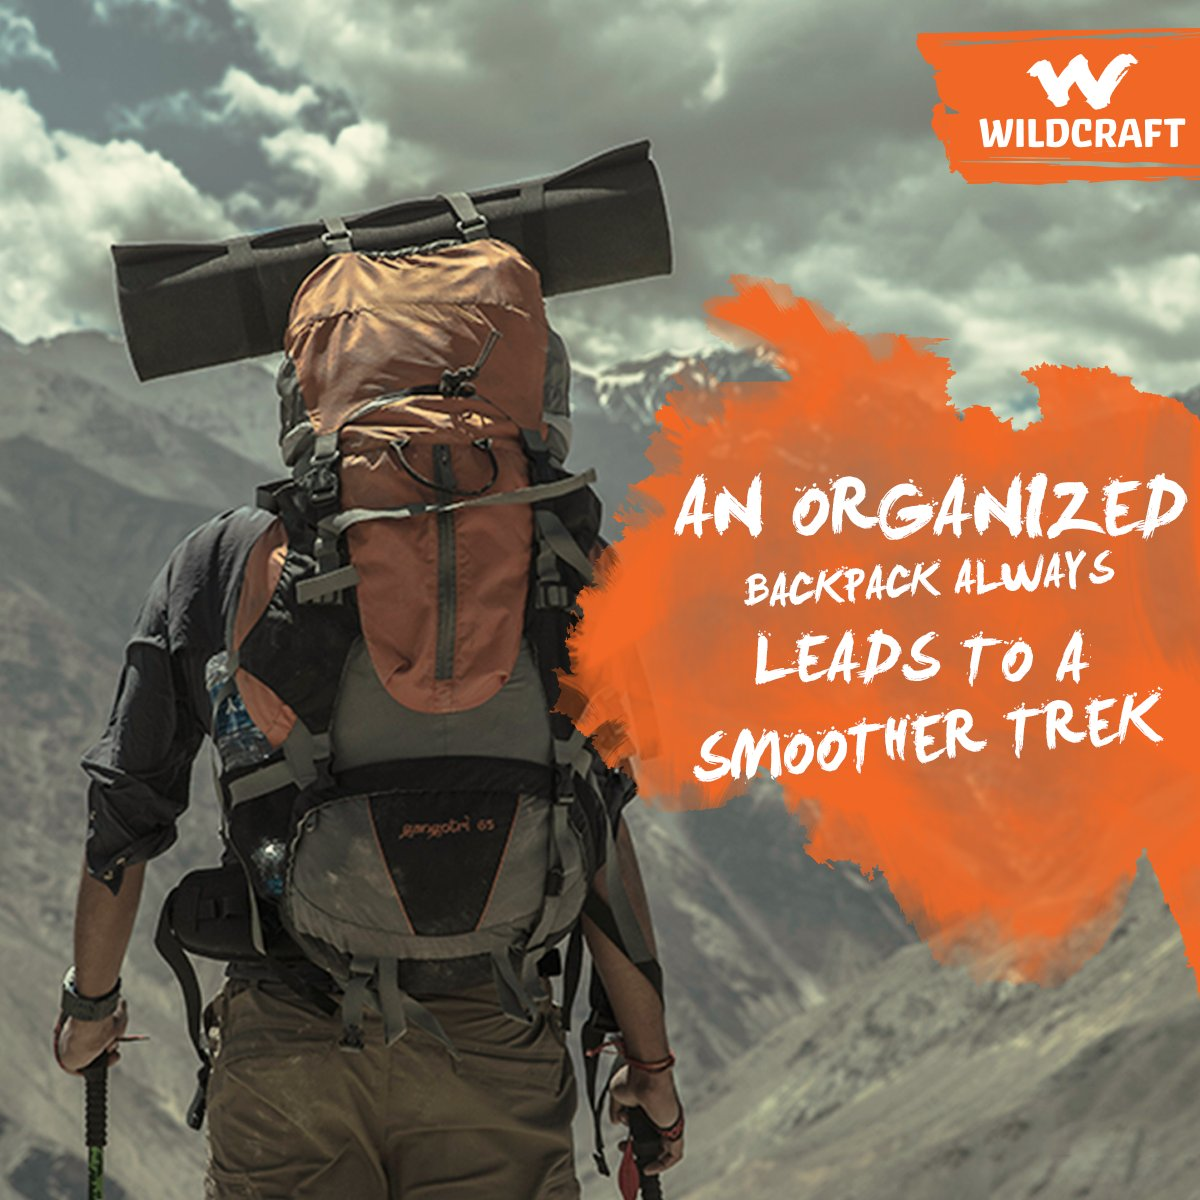 WILDCRAFT
AN ORGANIZED
BACKPACK ALWAYS
LEADS TO A
SMOOTHER TREK
gangotri 65